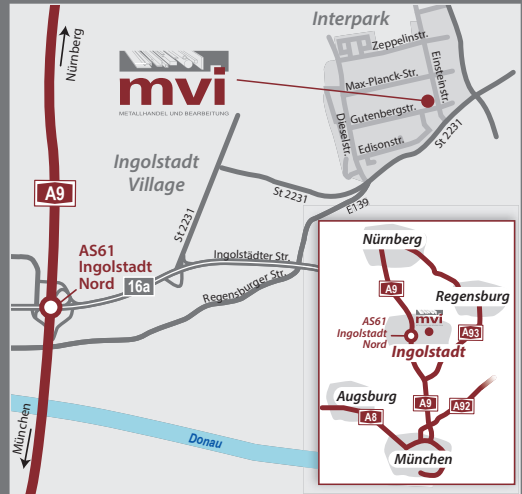 Interpark
Nürnberg
Zeppelinstr.
mvi
METALLHANDEL UND BEARBEITUNG
Max-Planck-Str.
Einsteinstr.
Gutenbergstr.
Dieselstr.
Edisonstr.
St 2231
Ingolstadt
Village
A9
St 2231
E139
St 2231
AS61
Ingolstadt
Nord
16a
Ingolstädter Str.
Regensburger Str.
München
Donau
Nürnberg
A9
Regensburg
mvi
AS61
Ingolstadt
Nord
A93
Ingolstadt
Augsburg
A8
A9
A92
München